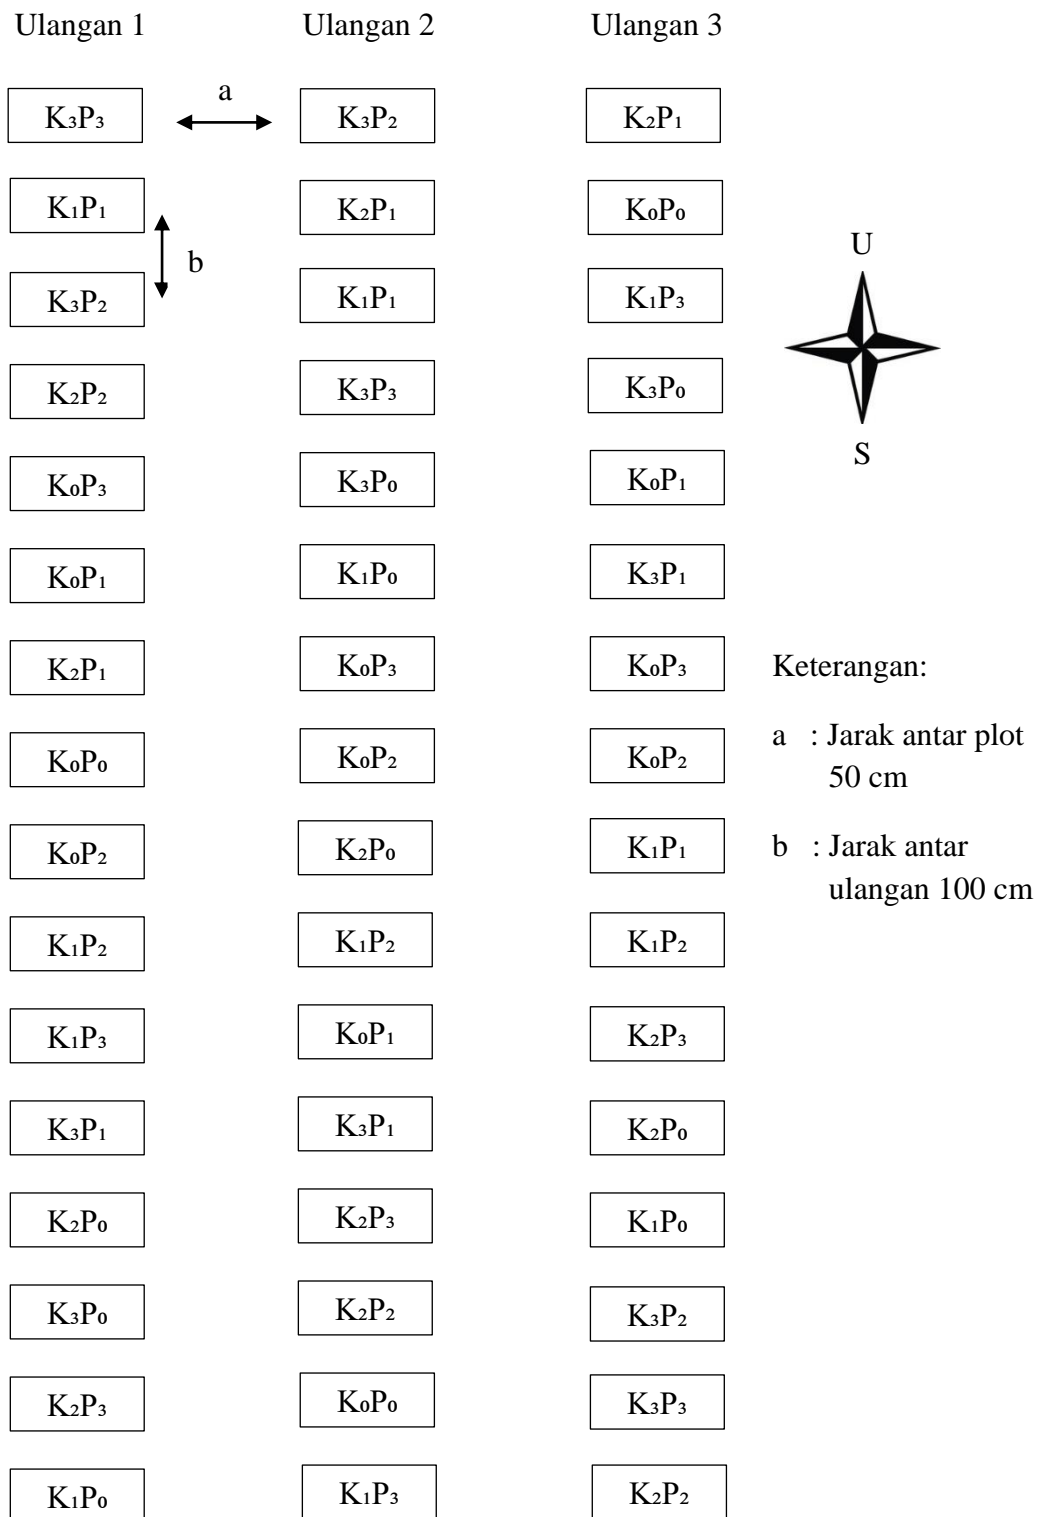 Ulangan 1 Ulangan 2 Ulangan 3
a
K₃P₃ K₃P₂ K₂P₁
K₁P₁ K₂P₁ K₀P₀
U
b
K₃P₂ K₁P₁ K₁P₃
K₂P₂ K₃P₃ K₃P₀
S
K₀P₃ K₃P₀ K₀P₁
K₀P₁ K₁P₀ K₃P₁
K₂P₁ K₀P₃ K₀P₃
Keterangan:
K₀P₀ K₀P₂ K₀P₂
a : Jarak antar plot
50 cm
K₀P₂ K₂P₀ K₁P₁
b : Jarak antar
ulangan 100 cm
K₁P₂ K₁P₂ K₁P₂
K₁P₃ K₀P₁ K₂P₃
K₃P₁ K₃P₁ K₂P₀
K₂P₀ K₂P₃ K₁P₀
K₃P₀ K₂P₂ K₃P₂
K₂P₃ K₀P₀ K₃P₃
K₁P₀ K₁P₃ K₂P₂